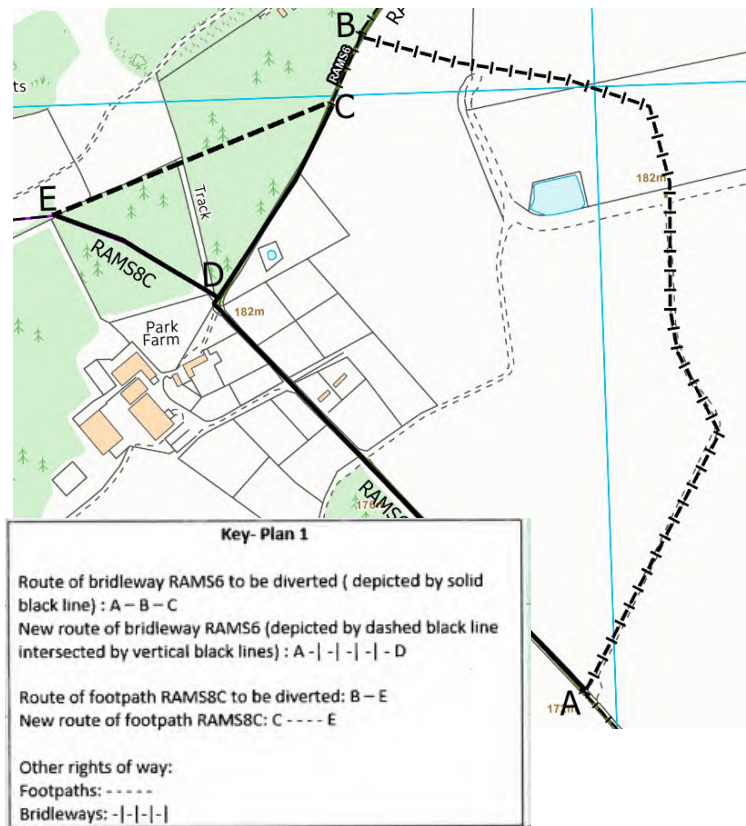 B
RAMS6
ts
C
E
182m
Track
RAMS8C
D
182m
Park
Farm
A
Key- Plan 1
Route of bridleway RAMS6 to be diverted ( depicted by solid
black line) : A – B – C
New route of bridleway RAMS6 (depicted by dashed black line
intersected by vertical black lines) : A -| -| -| -| - D
Route of footpath RAMS8C to be diverted: B – E
New route of footpath RAMS8C: C - - - - E
Other rights of way:
Footpaths: - - - - -
Bridleways: -|-|-|-|